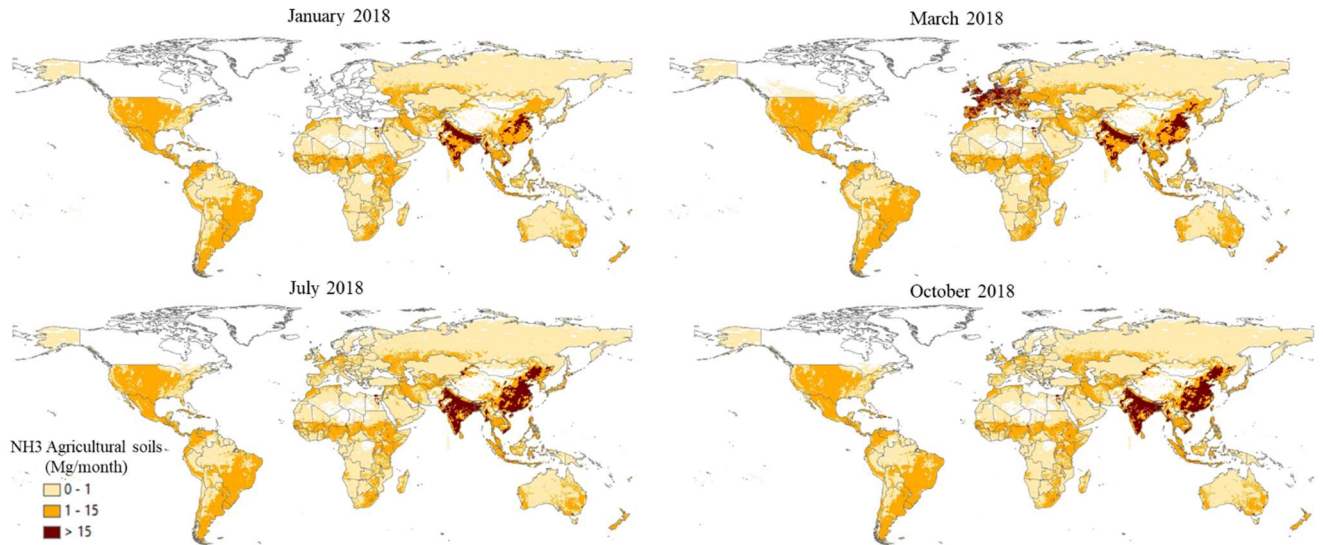 January 2018
March 2018
July 2018
October 2018
NH3 Agricultural soils
(Mg/month)
0 - 1
1 - 15
> 15